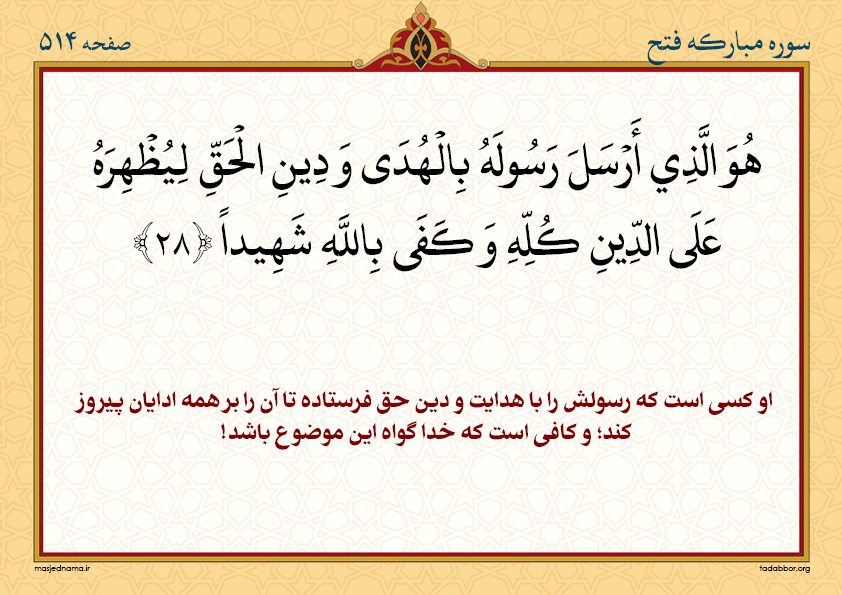 سوره مبارکه فتح
صفحه ۵۱۴
هُوَ الَّذِي أَرْسَلَ رَسُولَهُ بِالْهُدَى وَ دِينِ الْحَقِّ لِيُظْهِرَهُ
عَلَى الدِّينِ كُلِّهِ وَ كَفَى بِاللَّهِ شَهِيداً ﴿۲۸﴾
او کسی است که رسولش را با هدایت و دین حق فرستاده تا آن را بر همه ادایان پیروز
کند؛ و کافی است که خدا گواه این موضوع باشد!
masjednama.ir
tadabbor.org